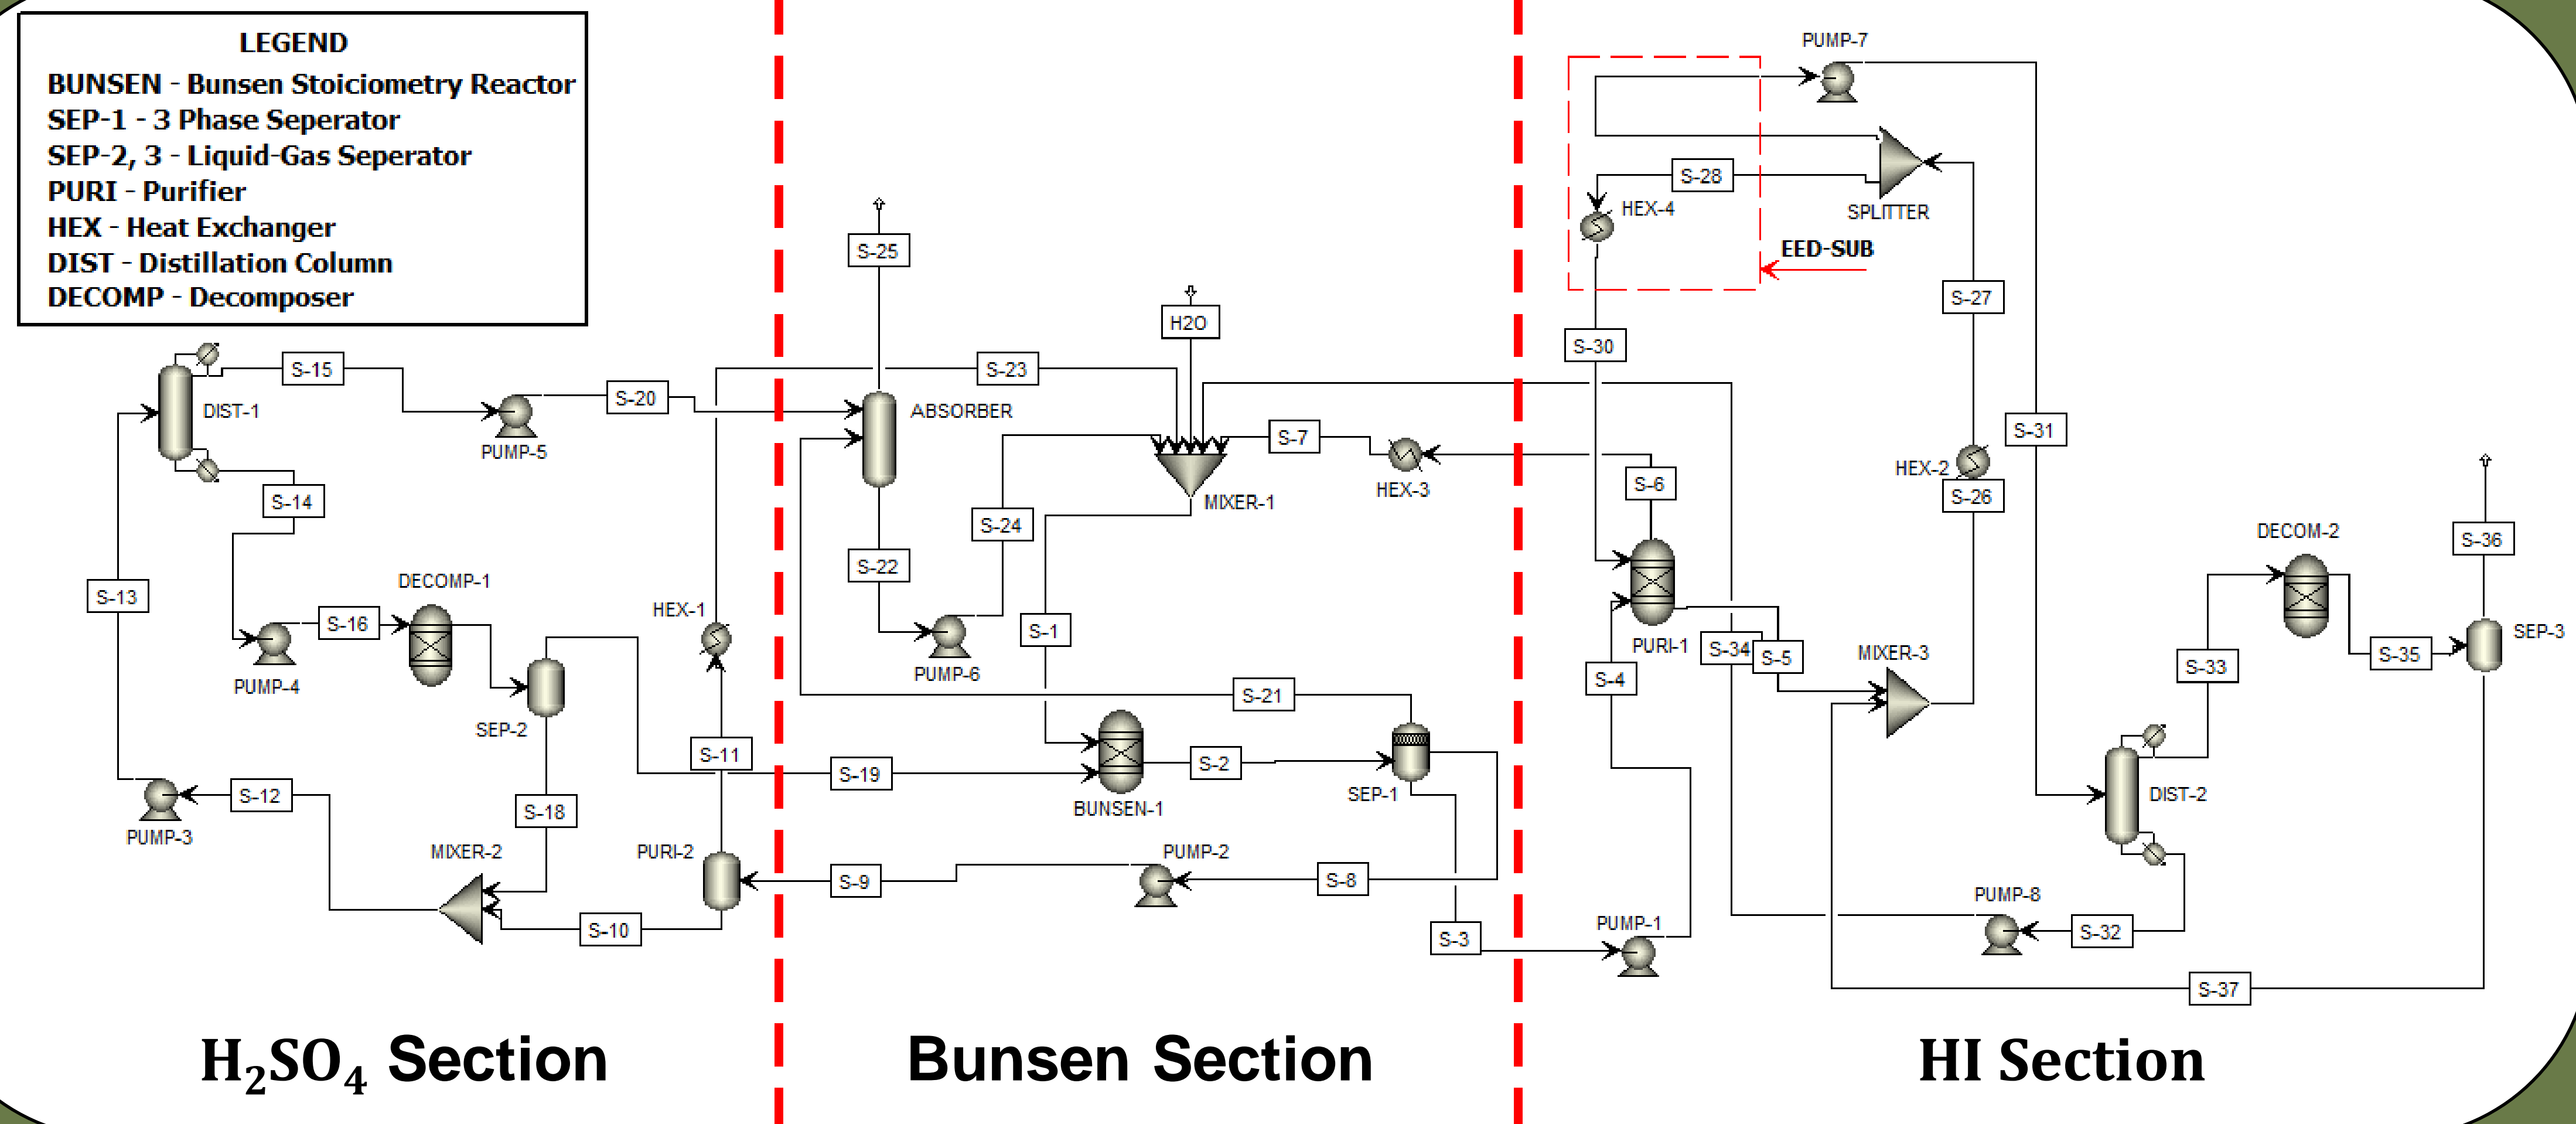 LEGEND
BUNSEN - Bunsen Stoiciometry Reactor
SEP-1 - 3 Phase Seperator
SEP-2, 3 - Liquid-Gas Seperator
PURI - Purifier
HEX - Heat Exchanger
DIST - Distillation Column
DECOMP - Decomposer
S-15
DIST-1
S-20
PUMP-5
S-14
S-13
DECOMP-1
S-16
PUMP-4
SEP-2
HEX-1
S-11
S-12
PUMP-3
S-18
MIXER-2
PURI-2
S-10
H₂SO₄ Section
S-25
H2O
S-23
ABSORBER
S-7
HEX-3
MIXER-1
S-24
S-22
S-1
PUMP-6
S-21
S-19
S-2
SEP-1
BUNSEN-1
PUMP-2
S-9
S-8
S-3
Bunsen Section
PUMP-7
S-28
HEX-4
SPLITTER
EED-SUB
S-27
S-30
S-31
HEX-2
S-26
S-6
DECOM-2
S-36
SEP-3
PURI-1
S-34
S-5
MIXER-3
S-33
S-35
S-4
DIST-2
PUMP-8
PUMP-1
S-32
S-37
HI Section